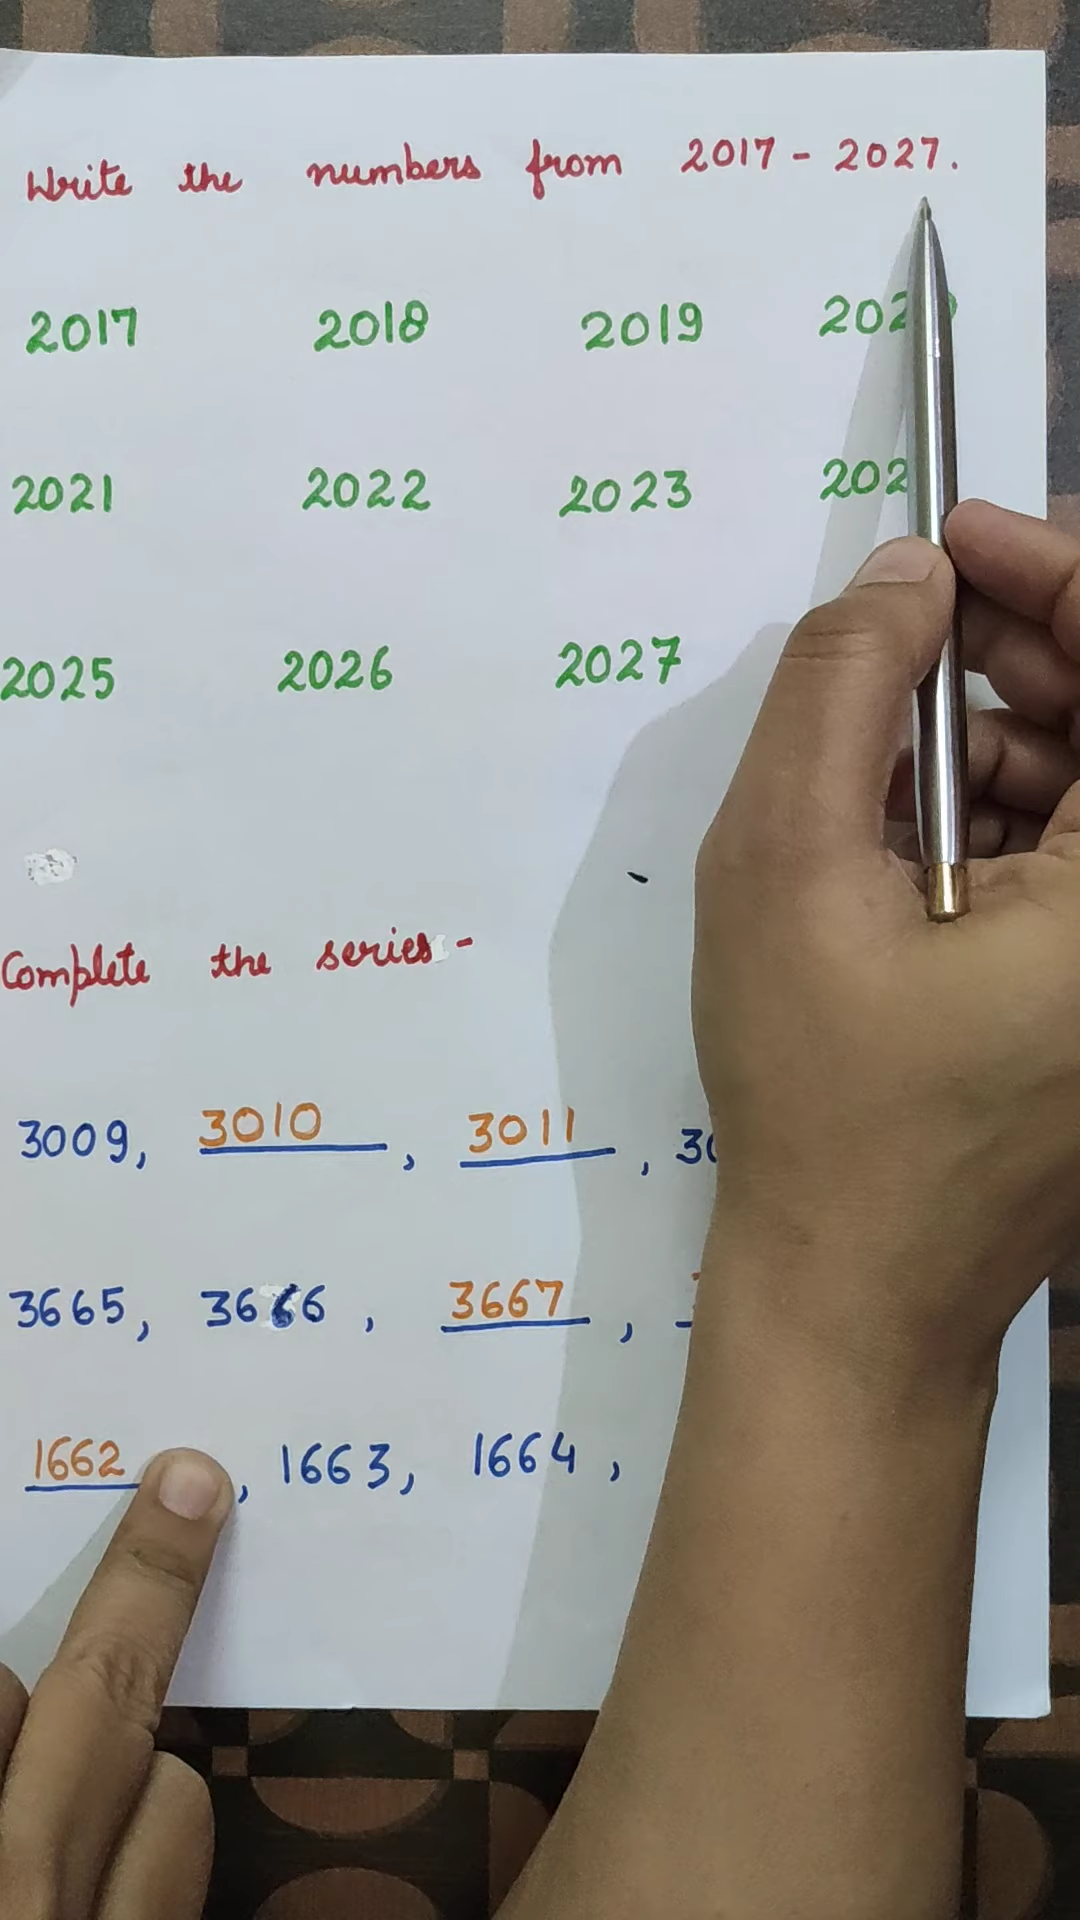 Write the numbers from 2017 - 2027.
2017 2018 2019
2021 2022 2023
2025 2026 2027
Complete the series -
3009, 3010, 3011,
3665, 3666, 3667,
1662, 1663, 1664,